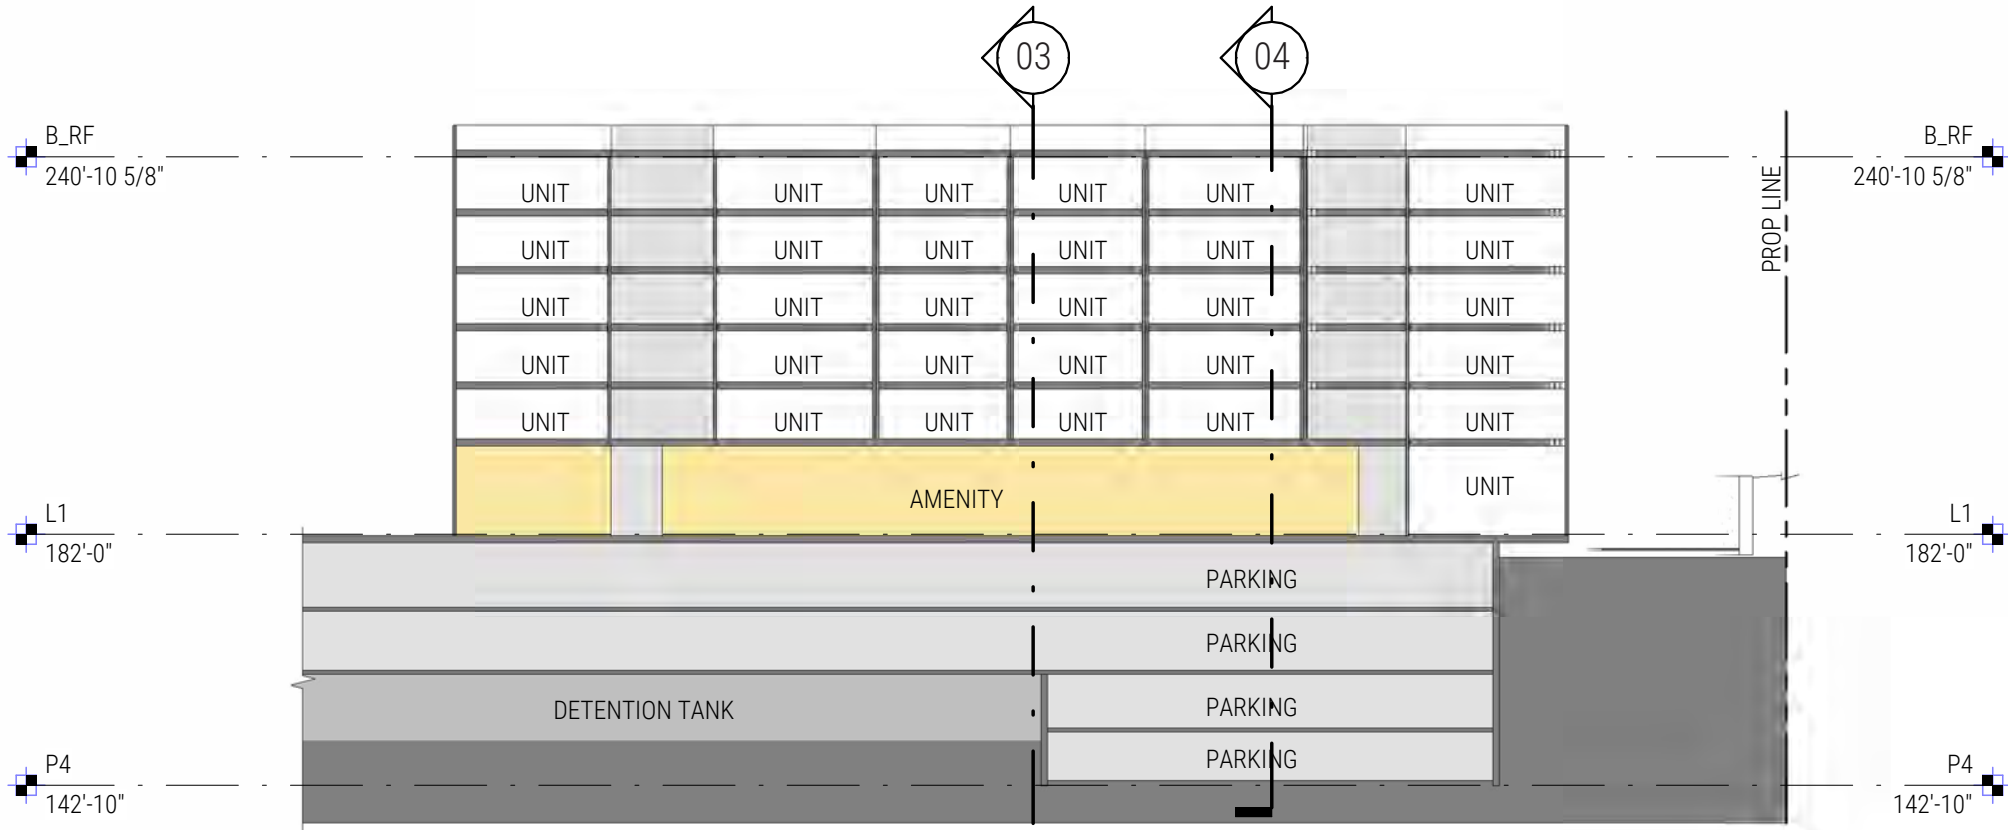 03
04
B_RF
240'-10 5/8"
B_RF
240'-10 5/8"
PROP LINE
UNIT UNIT UNIT UNIT UNIT UNIT
UNIT UNIT UNIT UNIT UNIT UNIT
UNIT UNIT UNIT UNIT UNIT UNIT
UNIT UNIT UNIT UNIT UNIT UNIT
UNIT UNIT UNIT UNIT UNIT UNIT
AMENITY
UNIT
L1
182'-0"
L1
182'-0"
PARKING
PARKING
DETENTION TANK
PARKING
PARKING
P4
142'-10"
P4
142'-10"